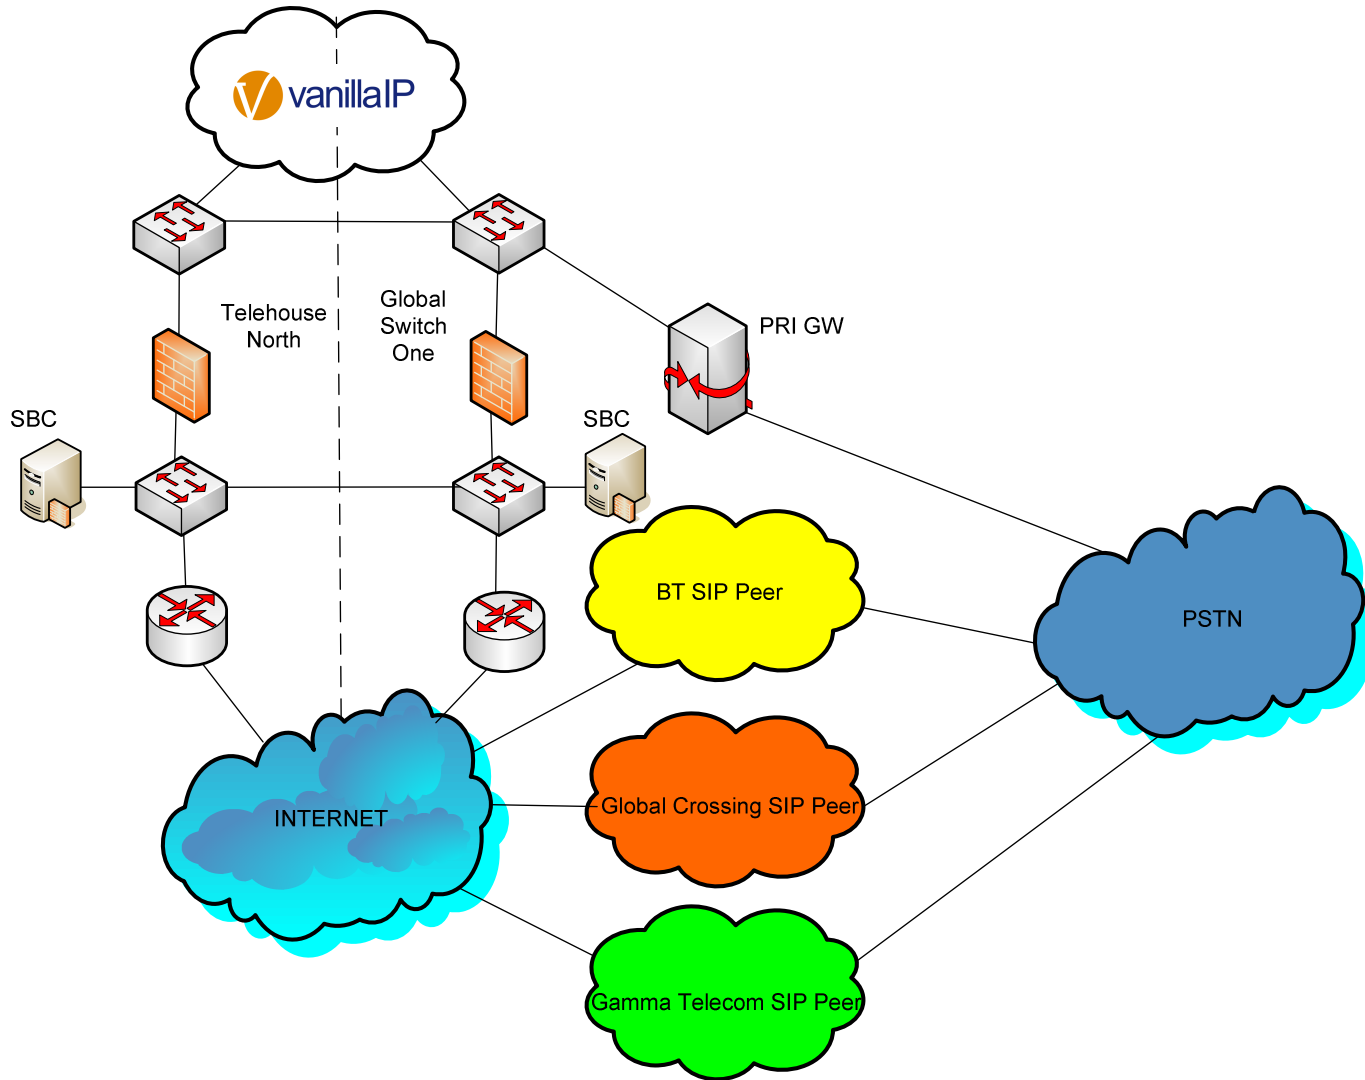 vanillaIP
Telehouse
North
Global
Switch
One
PRI GW
SBC
SBC
BT SIP Peer
PSTN
Global Crossing SIP Peer
INTERNET
Gamma Telecom SIP Peer